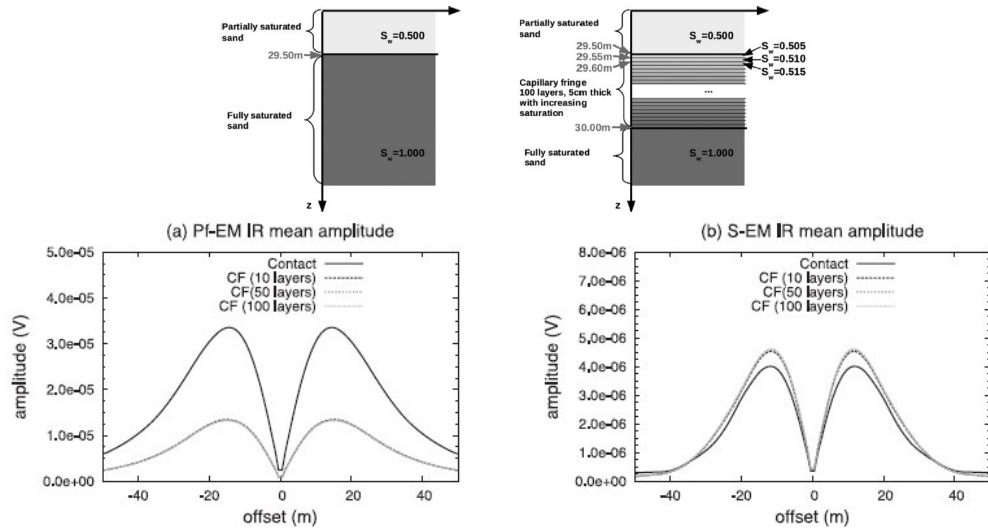 Partially saturated
sand
S_w=0.500
29.50m
Fully saturated
sand
S_w=1.000
z
Partially saturated
sand
S_w=0.500
29.50m
29.55m
29.60m
S_w=0.505
S_w=0.510
S_w=0.515
Capillary fringe
100 layers, 5cm thick
with increasing
saturation
...
30.00m
Fully saturated
sand
S_w=1.000
z
(a) Pf-EM IR mean amplitude
5.0e-05
4.0e-05
3.0e-05
2.0e-05
1.0e-05
0.0e+00
amplitude (V)
Contact
CF (10 layers)
CF(50 layers)
CF (100 layers)
-40
-20
0
20
40
offset (m)
(b) S-EM IR mean amplitude
8.0e-06
7.0e-06
6.0e-06
5.0e-06
4.0e-06
3.0e-06
2.0e-06
1.0e-06
0.0e+00
amplitude (V)
Contact
CF (10 layers)
CF(50 layers)
CF (100 layers)
-40
-20
0
20
40
offset (m)